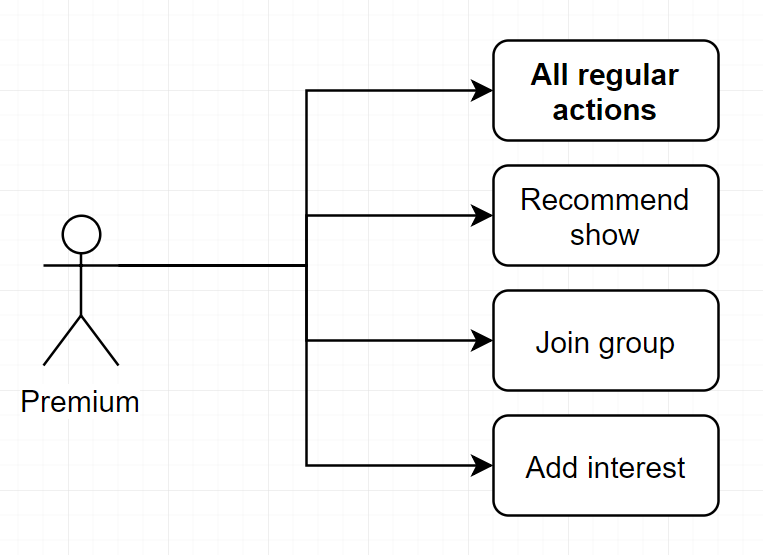 All regular
actions
Recommend
show
Join group
Premium
Add interest